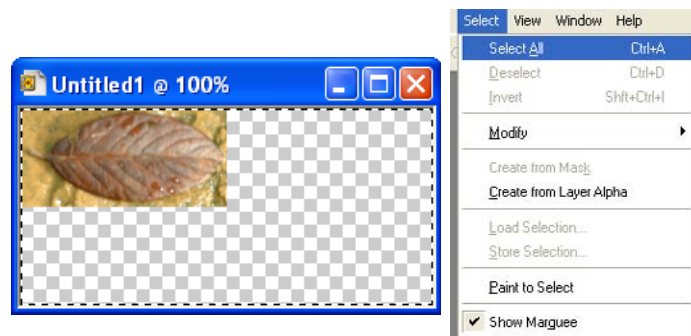 Untitled1 @ 100%
Select View Window Help
Select All Ctrl+A
Deselect Ctrl+D
Invert Shft+Ctrl+I
Modify
Create from Mask
Create from Layer Alpha
Load Selection...
Store Selection...
Paint to Select
Show Marguee